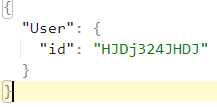 {
  "User": {
    "id": "HJDj324JHDJ"
  }
}